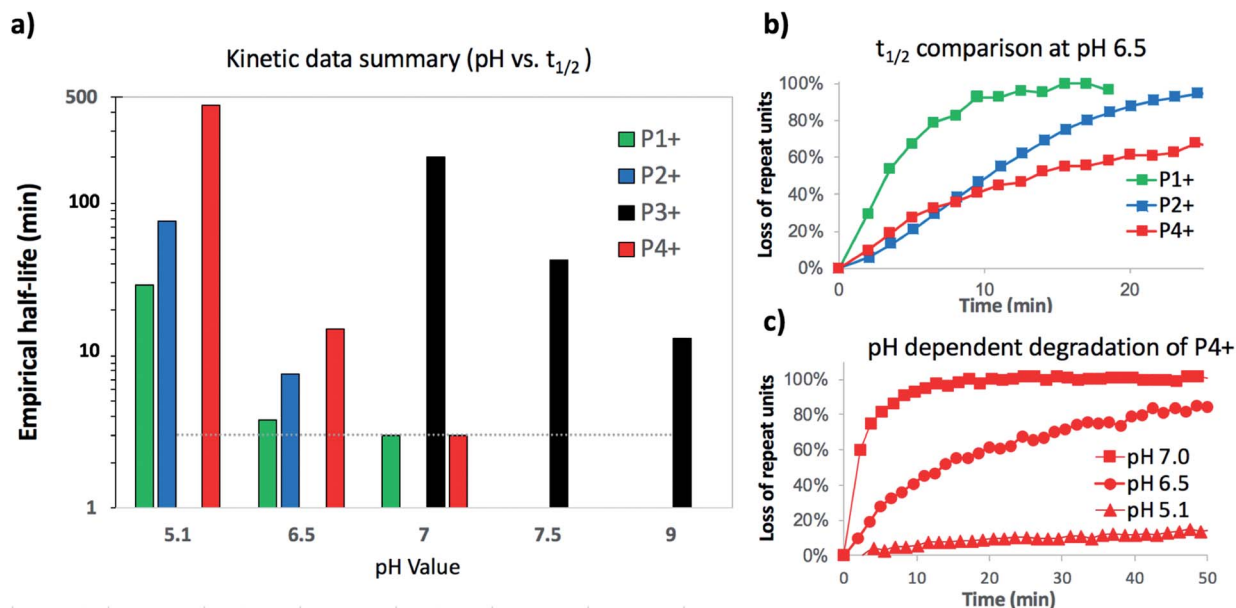 a)
Kinetic data summary (pH vs. t1/2 )
Empirical half-life (min)
500
100
10
1
P1+
P2+
P3+
P4+
5.1 6.5 7 7.5 9
pH Value
b)
t1/2 comparison at pH 6.5
Loss of repeat units
100%
80%
60%
40%
20%
0%
P1+
P2+
P4+
0 10 20
Time (min)
c)
pH dependent degradation of P4+
Loss of repeat units
100%
80%
60%
40%
20%
0%
pH 7.0
pH 6.5
pH 5.1
0 10 20 30 40 50
Time (min)